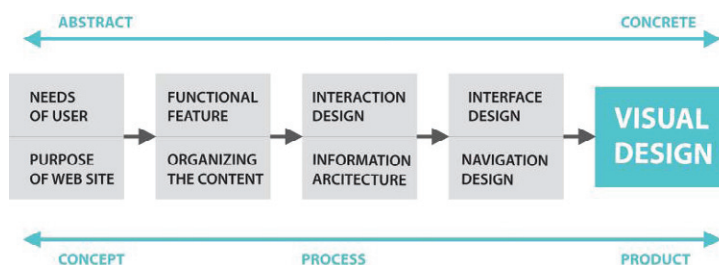 ABSTRACT CONCRETE
NEEDS
OF USER
PURPOSE
OF WEB SITE
FUNCTIONAL
FEATURE
ORGANIZING
THE CONTENT
INTERACTION
DESIGN
INFORMATION
ARCITECTURE
INTERFACE
DESIGN
NAVIGATION
DESIGN
VISUAL
DESIGN
CONCEPT PROCESS PRODUCT